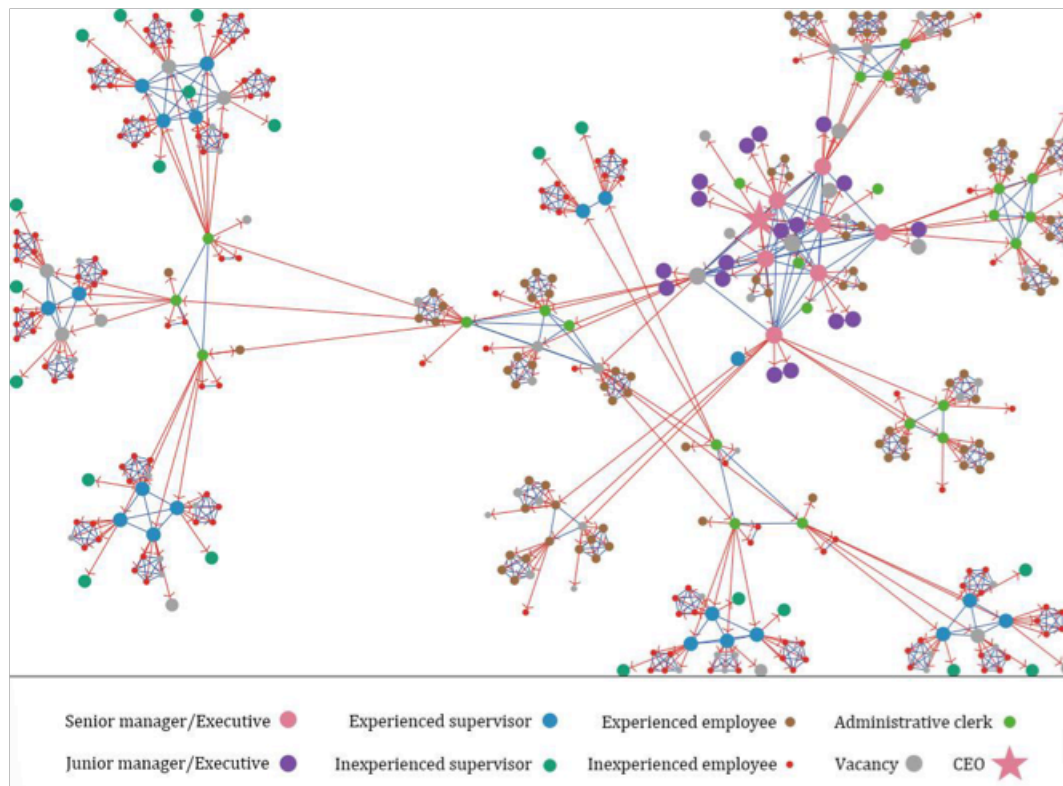 Senior manager/Executive Experienced supervisor Experienced employee Administrative clerk
Junior manager/Executive Inexperienced supervisor Inexperienced employee Vacancy CEO